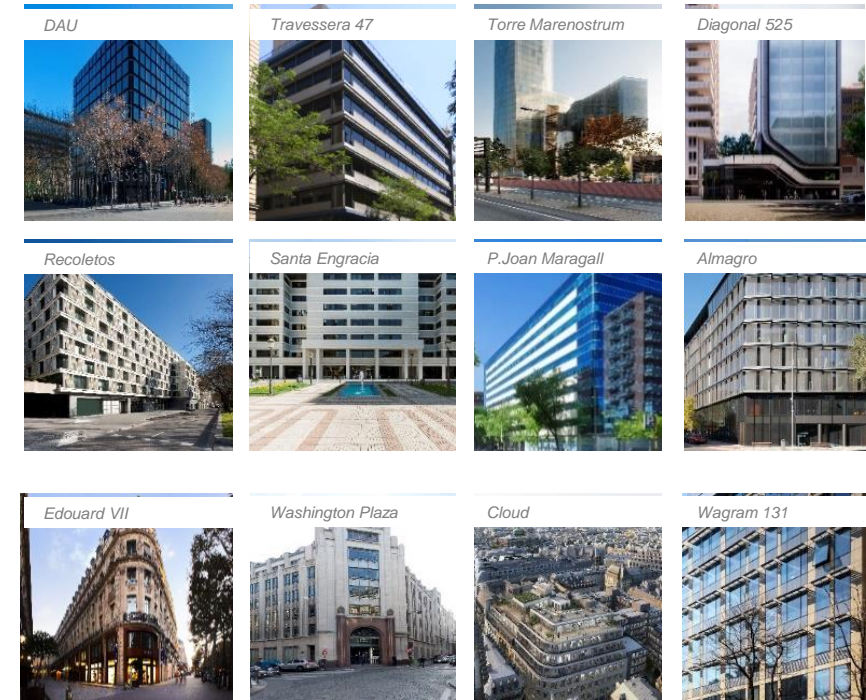 DAU
Travessera 47
Torre Marenostrum
Diagonal 525
Recoletos
Santa Engracia
P.Joan Maragall
Almagro
Edouard VII
Washington Plaza
Cloud
Wagram 131